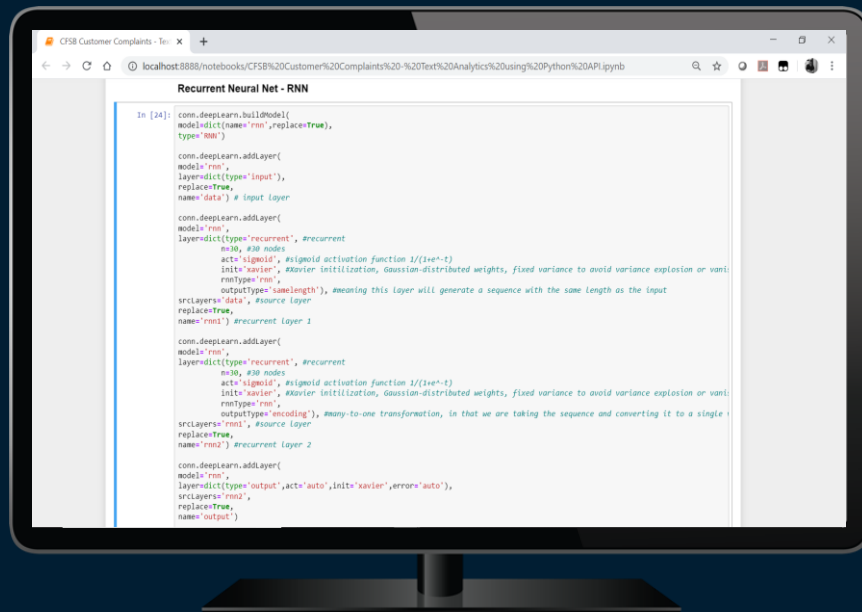 CFSB Customer Complaints - Te
localhost:8888/notebooks/CFSB%20Customer%20Complaints%20-%20Text%20Analytics%20using%20Python%20API.ipynb
Recurrent Neural Net - RNN
In [24]: conn.deepLearn.buildModel(
model=dict(name='rnn',replace=True),
type='RNN')
conn.deepLearn.addLayer(
model='rnn',
layer=dict(type='input'),
replace=True,
name='data') # input layer
conn.deepLearn.addLayer(
model='rnn',
layer=dict(type='recurrent', #recurrent
n=30, #30 nodes
act='sigmoid', #sigmoid activation function 1/(1+e^-t)
init='xavier', #Xavier initilization, Gaussian-distributed weights, fixed variance to avoid variance explosion or vanis
rnnType='rnn',
outputType='samelength'), #meaning this layer will generate a sequence with the same length as the input
srcLayers='data', #source layer
replace=True,
name='rnn1') #recurrent layer 1
conn.deepLearn.addLayer(
model='rnn',
layer=dict(type='recurrent', #recurrent
n=30, #30 nodes
act='sigmoid', #sigmoid activation function 1/(1+e^-t)
init='xavier', #Xavier initilization, Gaussian-distributed weights, fixed variance to avoid variance explosion or vanis
rnnType='rnn',
outputType='encoding'), #many-to-one transformation, in that we are taking the sequence and converting it to a single
srcLayers='rnn1', #source layer
replace=True,
name='rnn2') #recurrent layer 2
conn.deepLearn.addLayer(
model='rnn',
layer=dict(type='output',act='auto',init='xavier',error='auto'),
srcLayers='rnn2',
replace=True,
name='output')